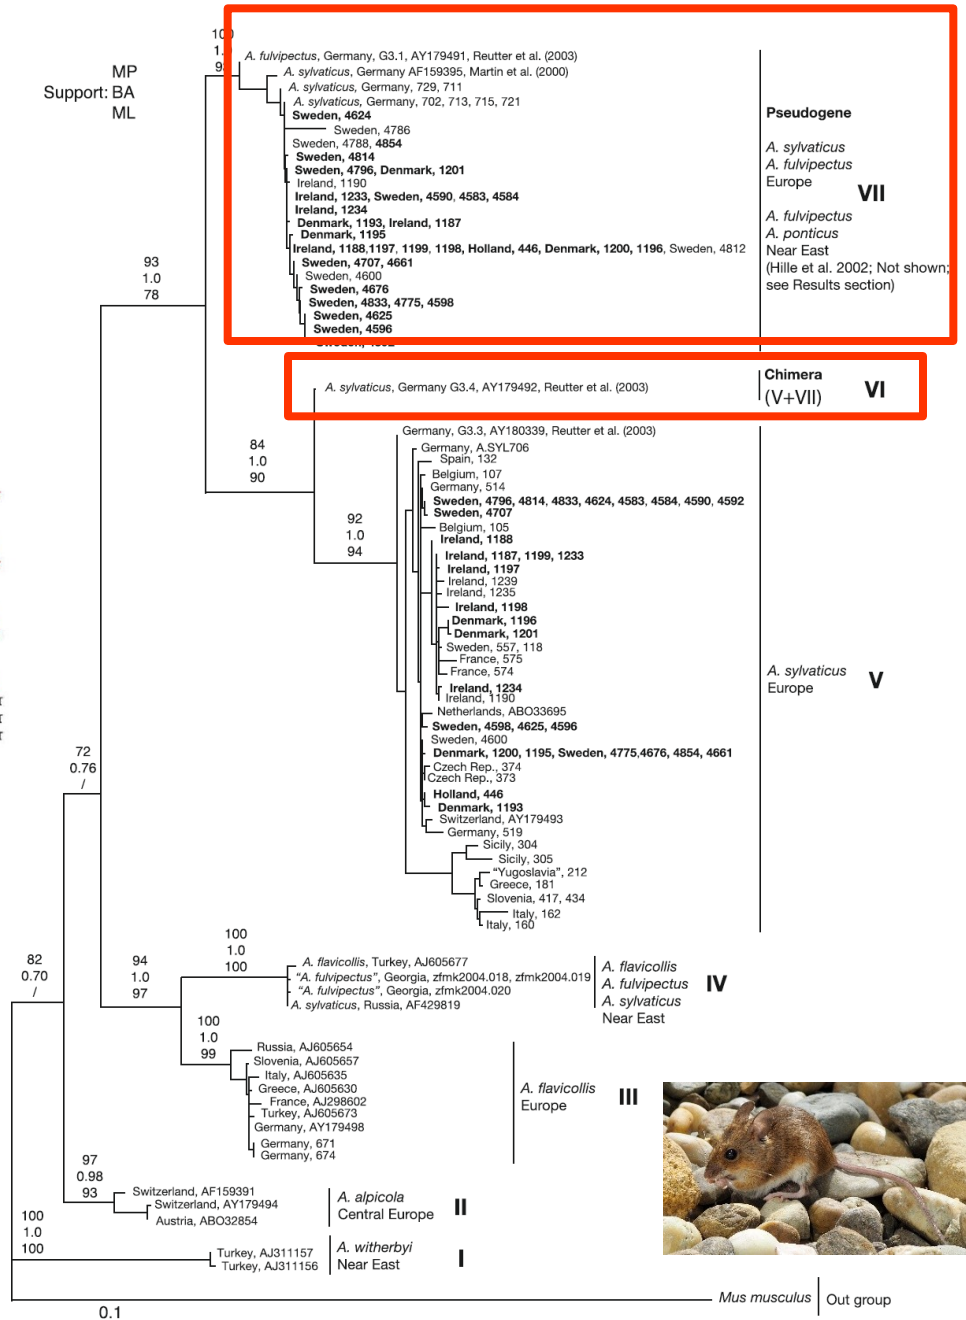 MP
Support: BA
ML
100
1.0
A. fulvipectus, Germany, G3.1, AY179491, Reutter et al. (2003)
A. sylvaticus, Germany AF159395, Martin et al. (2000)
A. sylvaticus, Germany, 729, 711
A. sylvaticus, Germany, 702, 713, 715, 721
Sweden, 4624
Sweden, 4786
Sweden, 4788, 4854
Sweden, 4814
Sweden, 4796, Denmark, 1201
Ireland, 1190
Ireland, 1233, Sweden, 4590, 4583, 4584
Ireland, 1234
Denmark, 1193, Ireland, 1187
Denmark, 1195
Ireland, 1188,1197, 1199, 1198, Holland, 446, Denmark, 1200, 1196, Sweden, 4812
Sweden, 4707, 4661
Sweden, 4600
Sweden, 4676
Sweden, 4833, 4775, 4598
Sweden, 4625
Sweden, 4596
Pseudogene
A. sylvaticus
A. fulvipectus
Europe
VII
A. fulvipectus
A. ponticus
Near East
(Hille et al. 2002; Not shown;
see Results section)
93
1.0
78
A. sylvaticus, Germany G3.4, AY179492, Reutter et al. (2003)
Chimera
(V+VII)
VI
84
1.0
90
92
1.0
94
Germany, G3.3, AY180339, Reutter et al. (2003)
Germany, A.SYL706
Spain, 132
Belgium, 107
Germany, 514
Sweden, 4796, 4814, 4833, 4624, 4583, 4584, 4590, 4592
Sweden, 4707
Belgium, 105
Ireland, 1188
Ireland, 1187, 1199, 1233
Ireland, 1197
Ireland, 1239
Ireland, 1235
Ireland, 1198
Denmark, 1196
Denmark, 1201
Sweden, 557, 118
France, 575
France, 574
Ireland, 1234
Ireland, 1190
Netherlands, ABO33695
Sweden, 4598, 4625, 4596
Sweden, 4600
Denmark, 1200, 1195, Sweden, 4775,4676, 4854, 4661
Czech Rep., 374
Czech Rep., 373
Holland, 446
Denmark, 1193
Switzerland, AY179493
Germany, 519
Sicily, 304
Sicily, 305
“Yugoslavia”, 212
Greece, 181
Slovenia, 417, 434
Italy, 162
Italy, 160
A. sylvaticus
Europe
V
72
0.76
/
82
0.70
/
94
1.0
97
100
1.0
100
A. flavicollis, Turkey, AJ605677
“A. fulvipectus”, Georgia, zfmk2004.018, zfmk2004.019
“A. fulvipectus”, Georgia, zfmk2004.020
A. sylvaticus, Russia, AF429819
A. flavicollis
A. fulvipectus
A. sylvaticus
Near East
IV
100
1.0
99
Russia, AJ605654
Slovenia, AJ605657
Italy, AJ605635
Greece, AJ605630
France, AJ298602
Turkey, AJ605673
Germany, AY179498
Germany, 671
Germany, 674
A. flavicollis
Europe
III
97
0.98
93
Switzerland, AF159391
Switzerland, AY179494
Austria, ABO32854
A. alpicola
Central Europe
II
100
1.0
100
Turkey, AJ311157
Turkey, AJ311156
A. witherbyi
Near East
I
Mus musculus
Out group
0.1